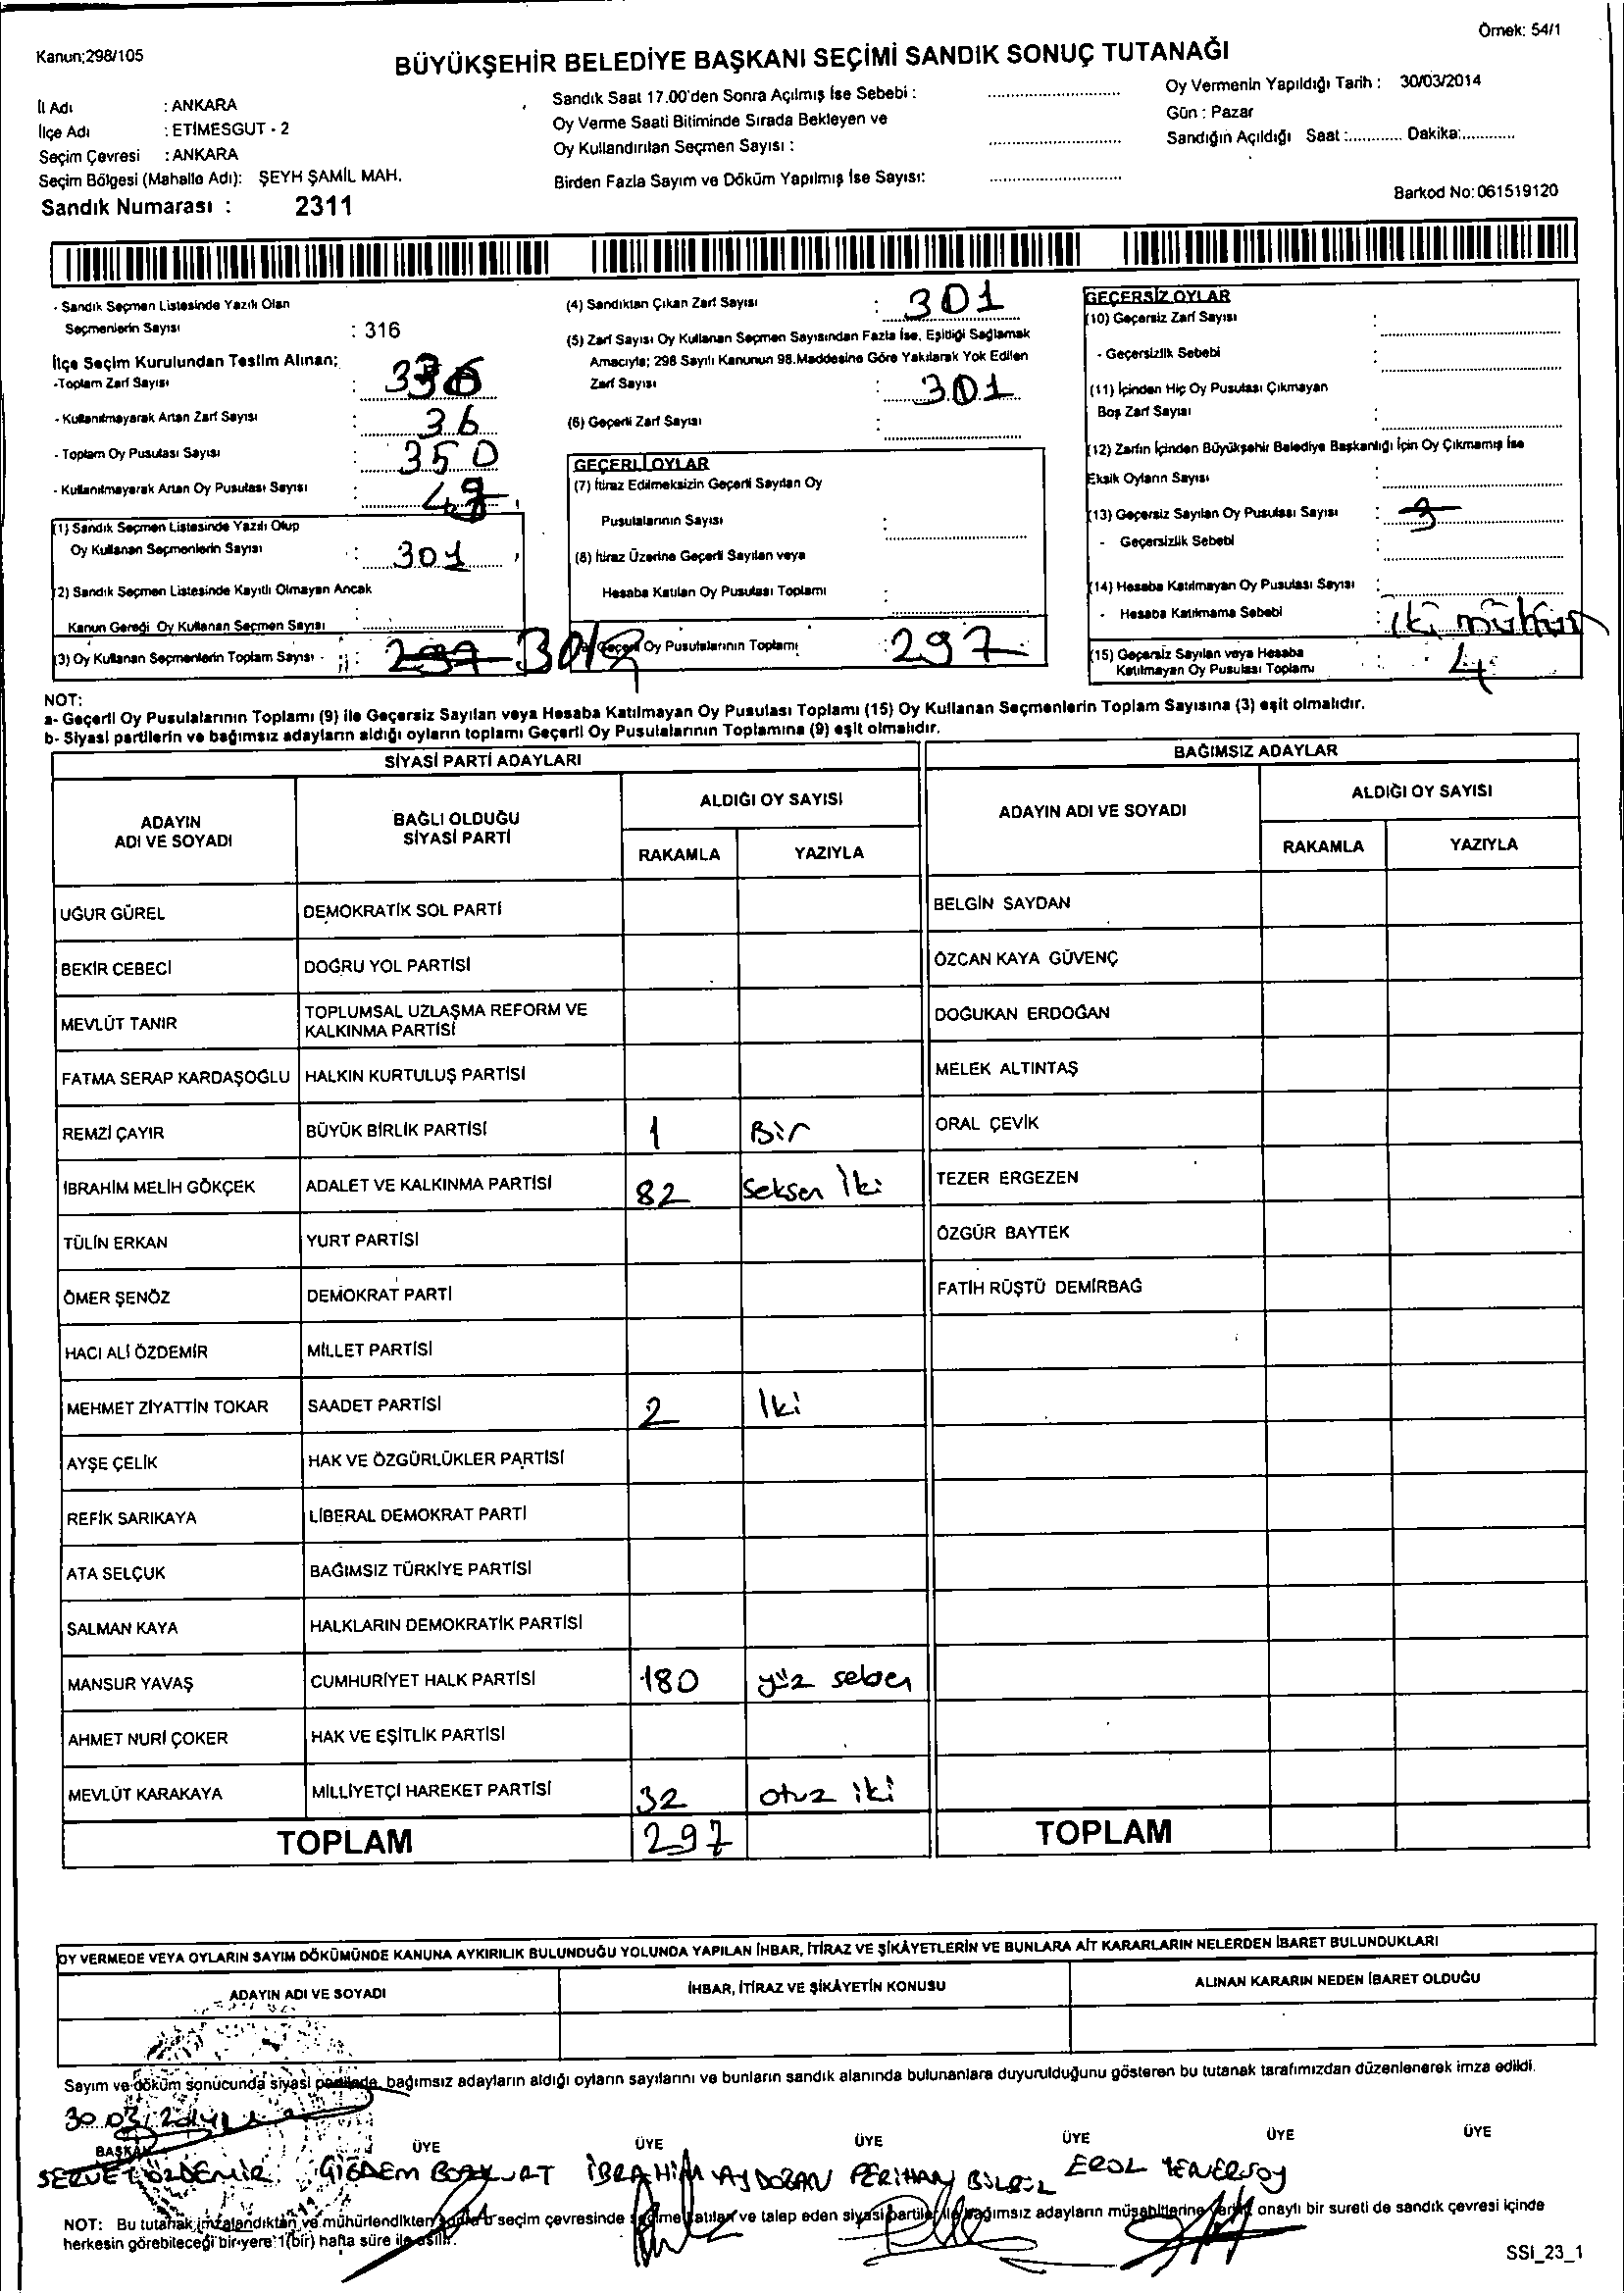 Örnek: 54/1
Kanun;298/105
BÜYÜKŞEHİR BELEDİYE BAŞKANI SEÇİMİ SANDIK SONUÇ TUTANAĞI
İl Adı : ANKARA
İlçe Adı : ETİMESGUT - 2
Seçim Çevresi : ANKARA
Seçim Bölgesi (Mahalle Adı): ŞEYH ŞAMİL MAH.
Sandık Numarası : 2311
Sandık Saat 17.00'den Sonra Açılmış İse Sebebi : ..........
Oy Verme Saati Bitiminde Sırada Bekleyen ve
Oy Kullandırılan Seçmen Sayısı : ..........
Birden Fazla Sayım ve Döküm Yapılmış İse Sayısı: ..........
Oy Vermenin Yapıldığı Tarih : 30/03/2014
Gün : Pazar
Sandığın Açıldığı Saat :............ Dakika:............
Barkod No: 061519120
- Sandık Seçmen Listesinde Yazılı Olan
Seçmenlerin Sayısı : 316
İlçe Seçim Kurulundan Teslim Alınan;
-Toplam Zarf Sayısı :
- Kullanılmayarak Artan Zarf Sayısı : 36
- Toplam Oy Pusulası Sayısı : 350
- Kullanılmayarak Artan Oy Pusulası Sayısı :
(1) Sandık Seçmen Listesinde Yazılı Olup
Oy Kullanan Seçmenlerin Sayısı : 301
(2) Sandık Seçmen Listesinde Kayıtlı Olmayan Ancak
Kanun Gereği Oy Kullanan Seçmen Sayısı :
(3) Oy Kullanan Seçmenlerin Toplam Sayısı : 297 301
(4) Sandıktan Çıkan Zarf Sayısı : 301
(5) Zarf Sayısı Oy Kullanan Seçmen Sayısından Fazla İse, Eşitliği Sağlamak
Amacıyla; 298 Sayılı Kanunun 98.Maddesine Göre Yakılarak Yok Edilen
Zarf Sayısı : 301
(6) Geçerli Zarf Sayısı :
GEÇERLİ OYLAR
(7) İtiraz Edilmeksizin Geçerli Sayılan Oy
Pusulalarının Sayısı :
(8) İtiraz Üzerine Geçerli Sayılan veya
Hesaba Katılan Oy Pusulası Toplamı :
Geçerli Oy Pusulalarının Toplamı : 297
GEÇERSİZ OYLAR
(10) Geçersiz Zarf Sayısı :
- Geçersizlik Sebebi :
(11) İçinden Hiç Oy Pusulası Çıkmayan
Boş Zarf Sayısı :
(12) Zarfın İçinden Büyükşehir Belediye Başkanlığı İçin Oy Çıkmamış İse
Eksik Oyların Sayısı :
(13) Geçersiz Sayılan Oy Pusulası Sayısı : 3
- Geçersizlik Sebebi :
(14) Hesaba Katılmayan Oy Pusulası Sayısı :
- Hesaba Katılmama Sebebi : iki mühür
(15) Geçersiz Sayılan veya Hesaba
Katılmayan Oy Pusulası Toplamı : 4
NOT:
a- Geçerli Oy Pusulalarının Toplamı (9) ile Geçersiz Sayılan veya Hesaba Katılmayan Oy Pusulası Toplamı (15) Oy Kullanan Seçmenlerin Toplam Sayısına (3) eşit olmalıdır.
b- Siyasi partilerin ve bağımsız adayların aldığı oyların toplamı Geçerli Oy Pusulalarının Toplamına (9) eşit olmalıdır.
SİYASİ PARTİ ADAYLARI
ADAYIN
ADI VE SOYADI
BAĞLI OLDUĞU
SİYASİ PARTİ
ALDIĞI OY SAYISI
RAKAMLA YAZIYLA
UĞUR GÜREL DEMOKRATİK SOL PARTİ
BEKİR CEBECİ DOĞRU YOL PARTİSİ
MEVLÜT TANIR TOPLUMSAL UZLAŞMA REFORM VE
KALKINMA PARTİSİ
FATMA SERAP KARDAŞOĞLU HALKIN KURTULUŞ PARTİSİ
REMZİ ÇAYIR BÜYÜK BİRLİK PARTİSİ 1 Bir
İBRAHİM MELİH GÖKÇEK ADALET VE KALKINMA PARTİSİ 82 Seksen İki
TÜLİN ERKAN YURT PARTİSİ
ÖMER ŞENÖZ DEMOKRAT PARTİ
HACI ALİ ÖZDEMİR MİLLET PARTİSİ
MEHMET ZİYATTİN TOKAR SAADET PARTİSİ 2 İki
AYŞE ÇELİK HAK VE ÖZGÜRLÜKLER PARTİSİ
REFİK SARIKAYA LİBERAL DEMOKRAT PARTİ
ATA SELÇUK BAĞIMSIZ TÜRKİYE PARTİSİ
SALMAN KAYA HALKLARIN DEMOKRATİK PARTİSİ
MANSUR YAVAŞ CUMHURİYET HALK PARTİSİ 180 yüz seksen
AHMET NURİ ÇOKER HAK VE EŞİTLİK PARTİSİ
MEVLÜT KARAKAYA MİLLİYETÇİ HAREKET PARTİSİ 32 otuz iki
TOPLAM 297
BAĞIMSIZ ADAYLAR
ADAYIN ADI VE SOYADI
ALDIĞI OY SAYISI
RAKAMLA YAZIYLA
BELGİN SAYDAN
ÖZCAN KAYA GÜVENÇ
DOĞUKAN ERDOĞAN
MELEK ALTINTAŞ
ORAL ÇEVİK
TEZER ERGEZEN
ÖZGÜR BAYTEK
FATİH RÜŞTÜ DEMİRBAĞ
TOPLAM
OY VERMEDE VEYA OYLARIN SAYIM DÖKÜMÜNDE KANUNA AYKIRILIK BULUNDUĞU YOLUNDA YAPILAN İHBAR, İTİRAZ VE ŞİKÂYETLERİN VE BUNLARA AİT KARARLARIN NELERDEN İBARET BULUNDUKLARI
ADAYIN ADI VE SOYADI
İHBAR, İTİRAZ VE ŞİKÂYETİN KONUSU
ALINAN KARARIN NEDEN İBARET OLDUĞU
Sayım ve döküm sonucunda siyasi partilerle, bağımsız adayların aldığı oyların sayılarını ve bunların sandık alanında bulunanlara duyurulduğunu gösteren bu tutanak tarafımızdan düzenlenerek imza edildi.
30.03/2014
BAŞKAN ÜYE ÜYE ÜYE ÜYE ÜYE ÜYE
SERVET ÖZDEMİR ÇİĞDEM BOZKURT İBRAHİM AYDOĞAN PERİHAN EROL YENERSOY
NOT: Bu tutanak imzalandıktan ve mühürlendikten sonra seçim çevresinde seçime katılan ve talep eden siyasi partiler ile bağımsız adayların müşahitlerine verilir, onaylı bir sureti de sandık çevresi içinde
herkesin görebileceği bir yere 1(bir) hafta süre ile asılır.
SSİ_23_1